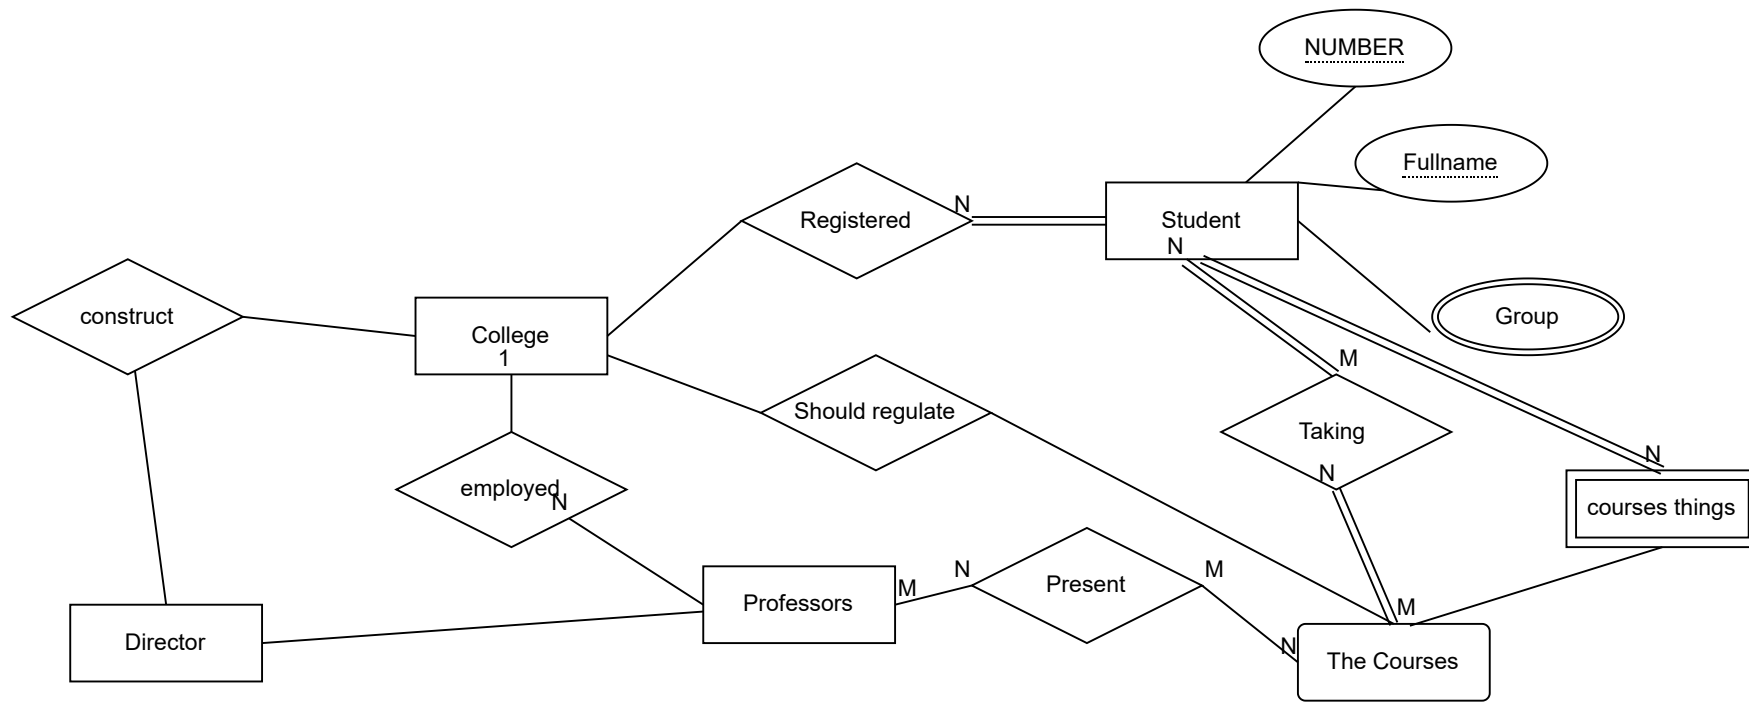 NUMBER
Fullname
N
Registered
Student
N
construct
Group
College
1
M
Should regulate
Taking
N
N
employed
N
courses things
N
M
Present
M
Professors
M
Director
N
The Courses